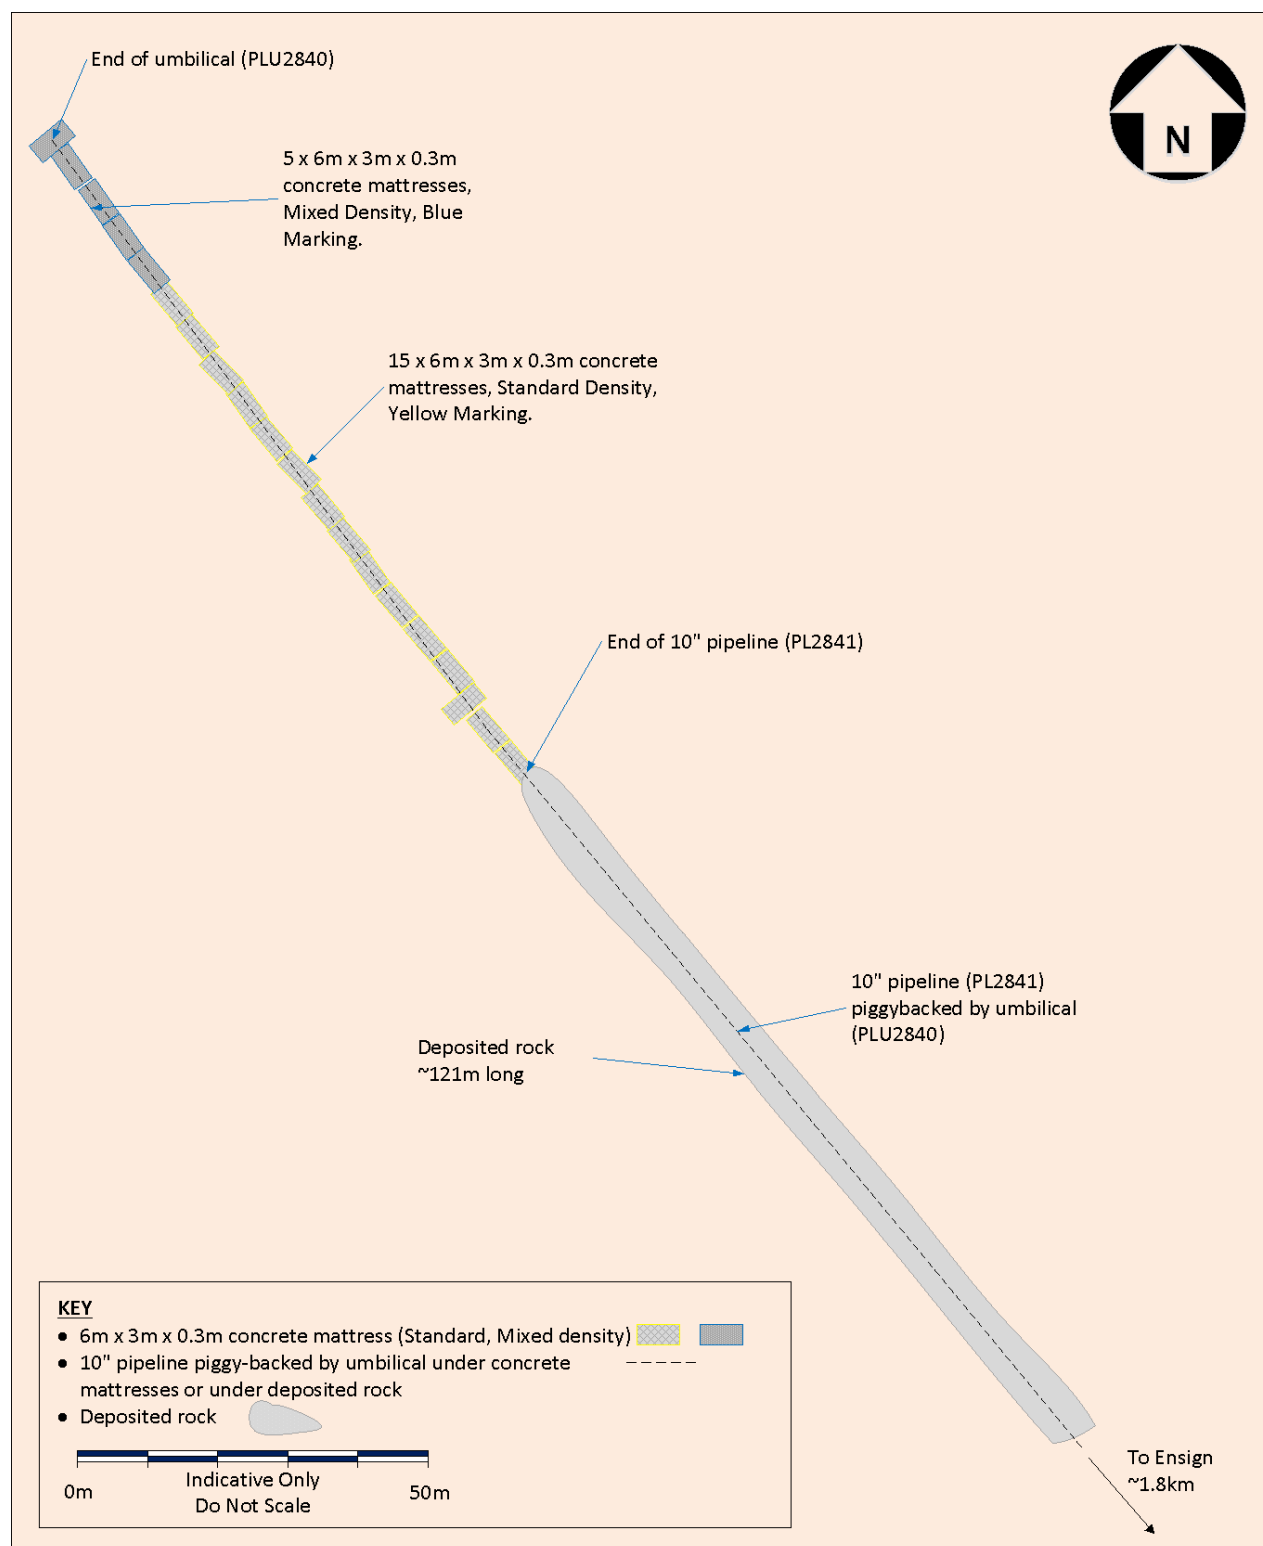 End of umbilical (PLU2840)
N
5 x 6m x 3m x 0.3m
concrete mattresses,
Mixed Density, Blue
Marking.
15 x 6m x 3m x 0.3m concrete
mattresses, Standard Density,
Yellow Marking.
End of 10" pipeline (PL2841)
10" pipeline (PL2841)
piggybacked by umbilical
(PLU2840)
Deposited rock
~121m long
KEY
• 6m x 3m x 0.3m concrete mattress (Standard, Mixed density)
• 10" pipeline piggy-backed by umbilical under concrete
mattresses or under deposited rock
• Deposited rock
Indicative Only
Do Not Scale
0m
50m
To Ensign
~1.8km